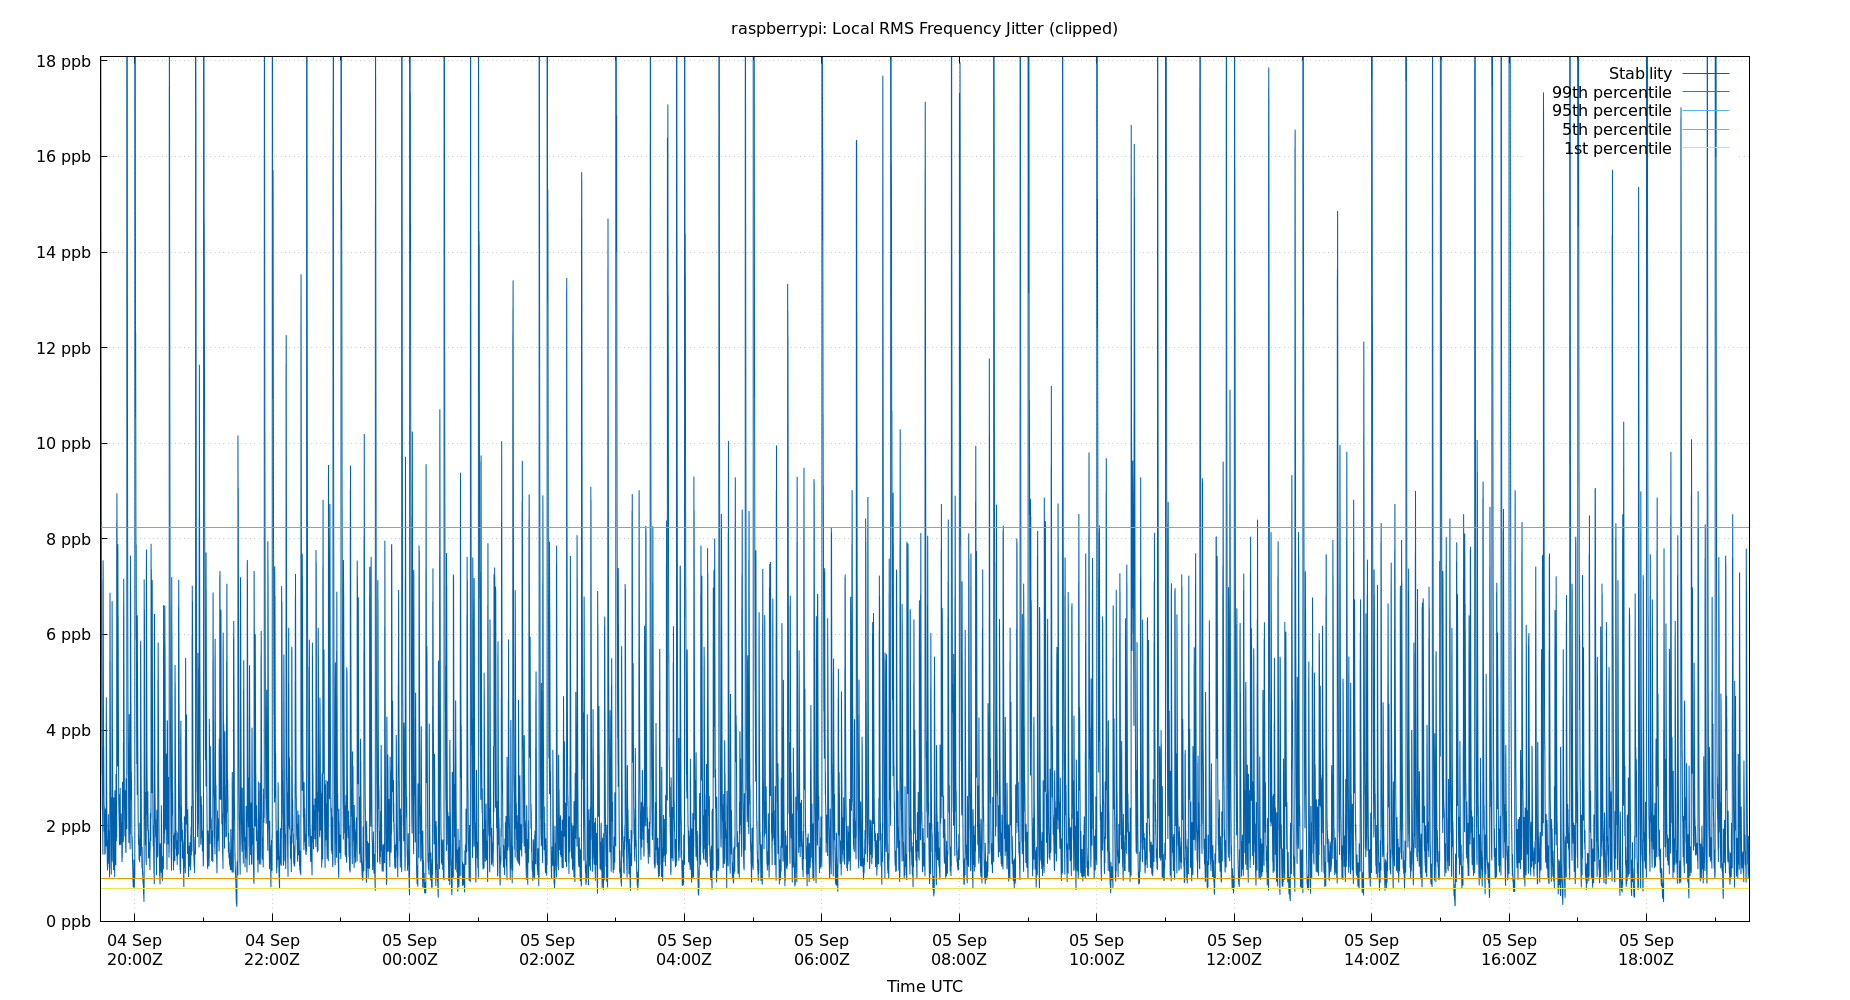 raspberrypi: Local RMS Frequency Jitter (clipped)
18 ppb
16 ppb
14 ppb
12 ppb
10 ppb
8 ppb
6 ppb
4 ppb
2 ppb
0 ppb
Stability
99th percentile
95th percentile
5th percentile
1st percentile
04 Sep
20:00Z
04 Sep
22:00Z
05 Sep
00:00Z
05 Sep
02:00Z
05 Sep
04:00Z
05 Sep
06:00Z
05 Sep
08:00Z
05 Sep
10:00Z
05 Sep
12:00Z
05 Sep
14:00Z
05 Sep
16:00Z
05 Sep
18:00Z
Time UTC